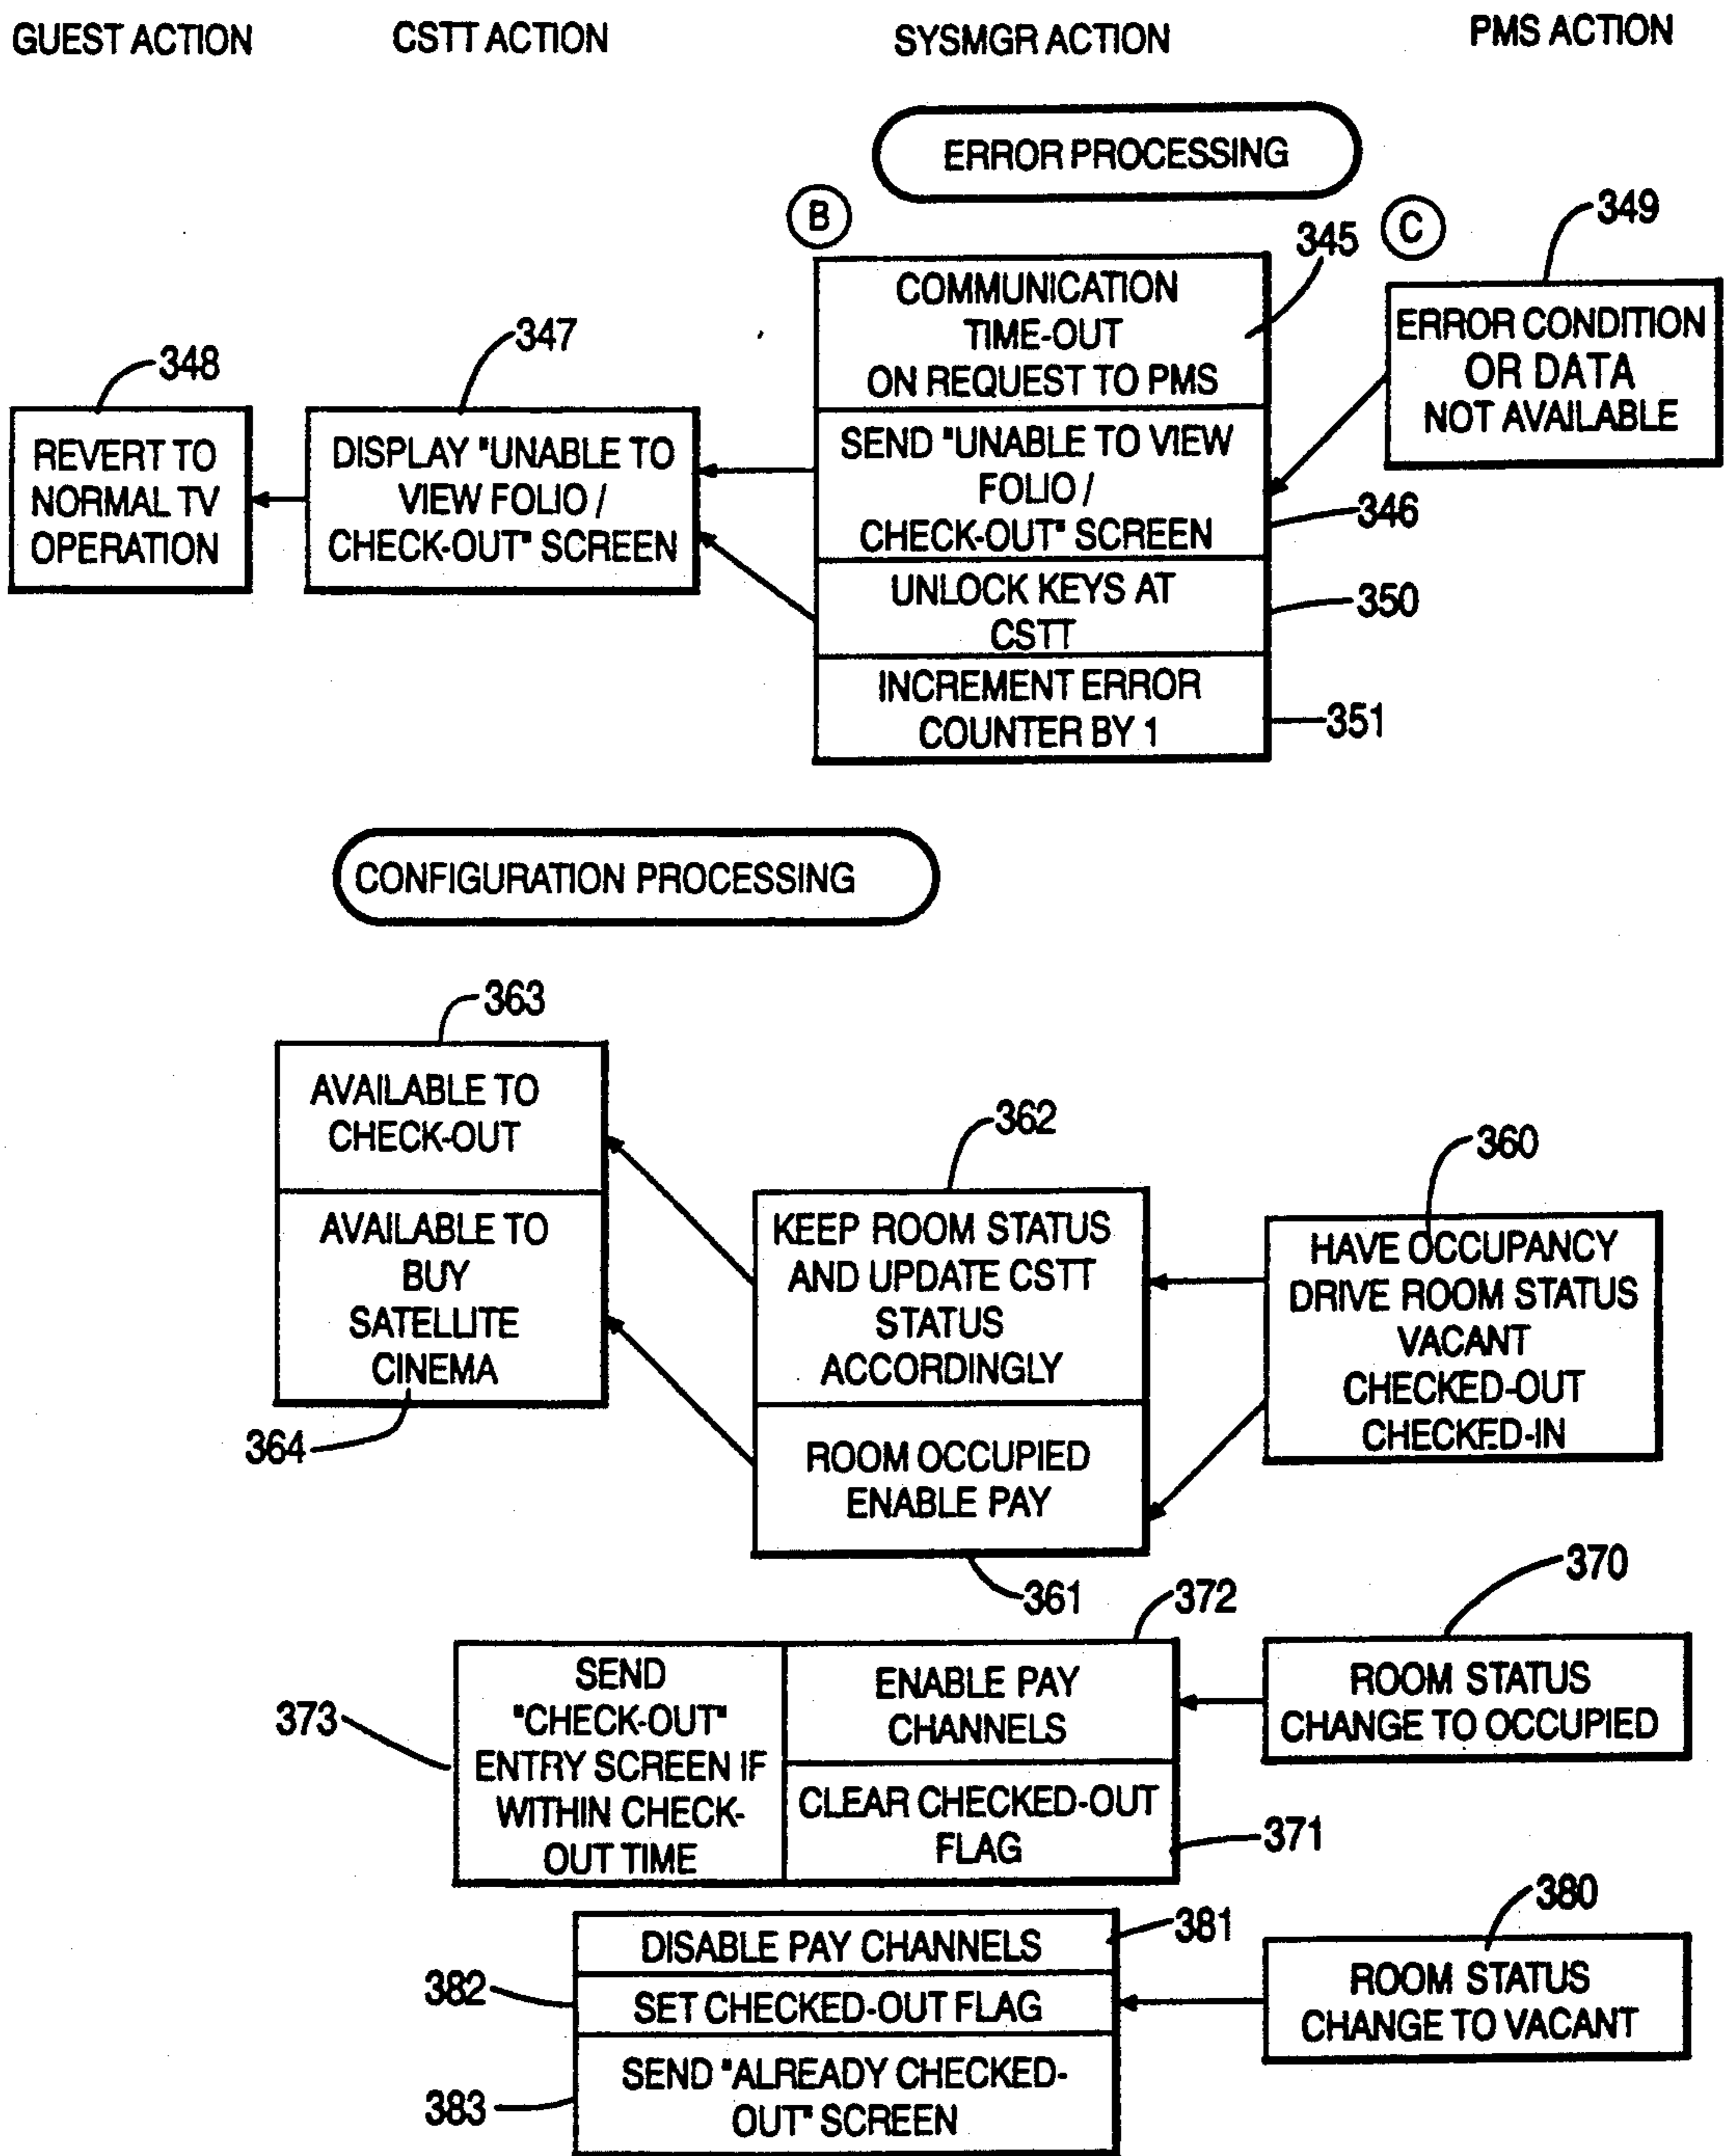 GUEST ACTION
CSTT ACTION
SYSMGR ACTION
PMS ACTION
ERROR PROCESSING
B
C
349
345
COMMUNICATION
TIME-OUT
ON REQUEST TO PMS
ERROR CONDITION
OR DATA
NOT AVAILABLE
348
347
REVERT TO
NORMAL TV
OPERATION
DISPLAY "UNABLE TO
VIEW FOLIO /
CHECK-OUT" SCREEN
SEND "UNABLE TO VIEW
FOLIO /
CHECK-OUT" SCREEN
346
UNLOCK KEYS AT
CSTT
350
INCREMENT ERROR
COUNTER BY 1
351
CONFIGURATION PROCESSING
363
AVAILABLE TO
CHECK-OUT
AVAILABLE TO
BUY
SATELLITE
CINEMA
364
362
KEEP ROOM STATUS
AND UPDATE CSTT
STATUS
ACCORDINGLY
ROOM OCCUPIED
ENABLE PAY
361
360
HAVE OCCUPANCY
DRIVE ROOM STATUS
VACANT
CHECKED-OUT
CHECKED-IN
372
370
373
SEND
"CHECK-OUT"
ENTRY SCREEN IF
WITHIN CHECK-
OUT TIME
ENABLE PAY
CHANNELS
CLEAR CHECKED-OUT
FLAG
371
ROOM STATUS
CHANGE TO OCCUPIED
380
381
DISABLE PAY CHANNELS
382
SET CHECKED-OUT FLAG
383
SEND "ALREADY CHECKED-
OUT" SCREEN
ROOM STATUS
CHANGE TO VACANT